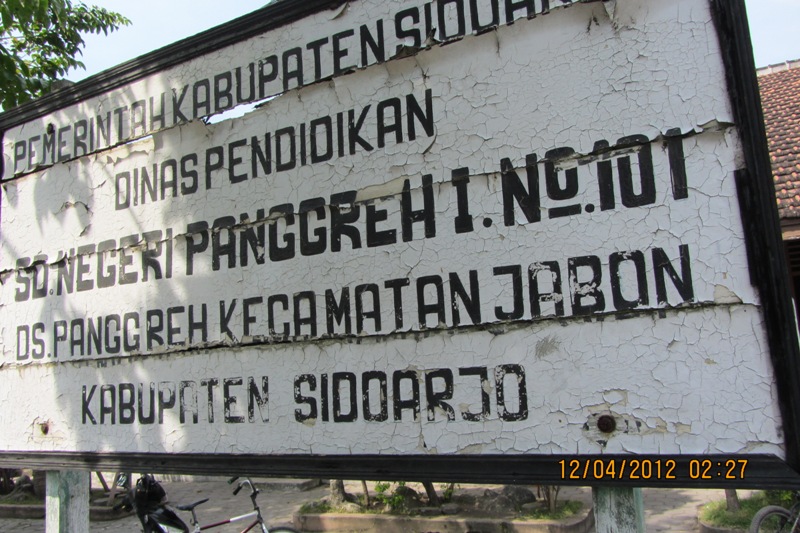 PEMERINTAH KABUPATEN SIDOAR
DINAS PENDIDIKAN
SD. NEGERI PANGGREH I. No. 101
DS. PANGGREH KECAMATAN JABON
KABUPATEN SIDOARJO
12/04/2012 02:27